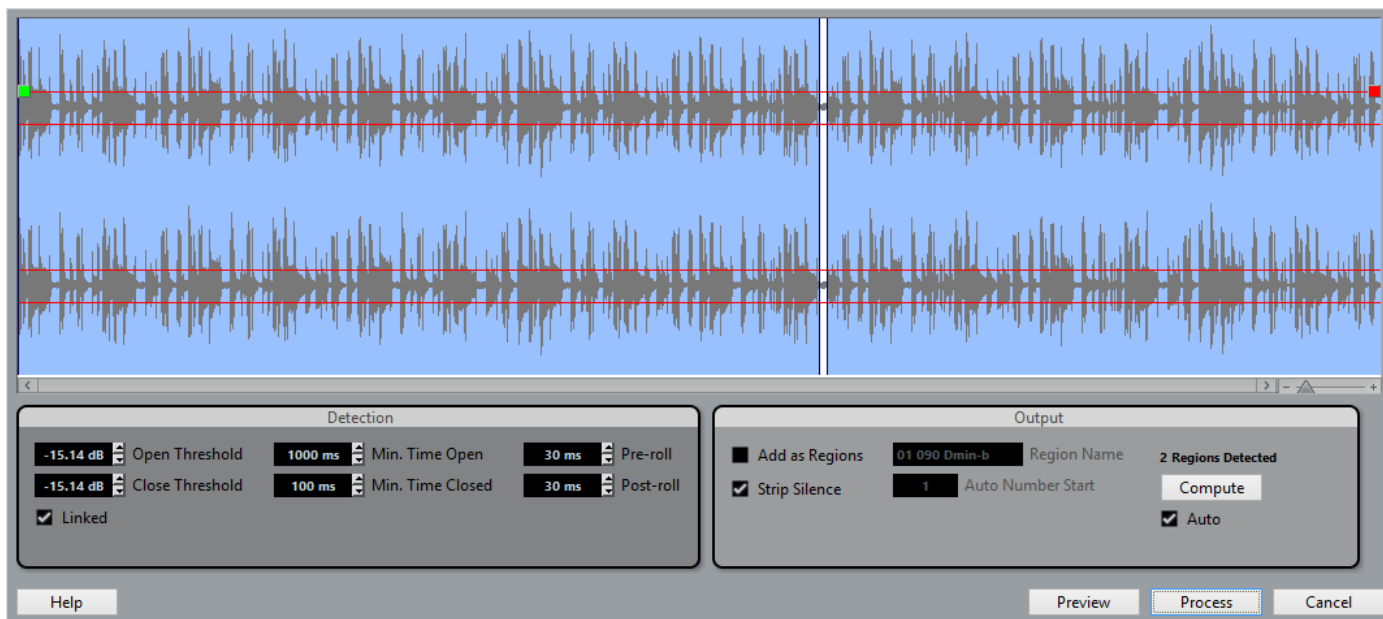 Detection
-15.14 dB Open Threshold 1000 ms Min. Time Open 30 ms Pre-roll
-15.14 dB Close Threshold 100 ms Min. Time Closed 30 ms Post-roll
Linked
Output
Add as Regions 01 090 Dmin-b Region Name 2 Regions Detected
Strip Silence 1 Auto Number Start Compute
Auto
Help Preview Process Cancel